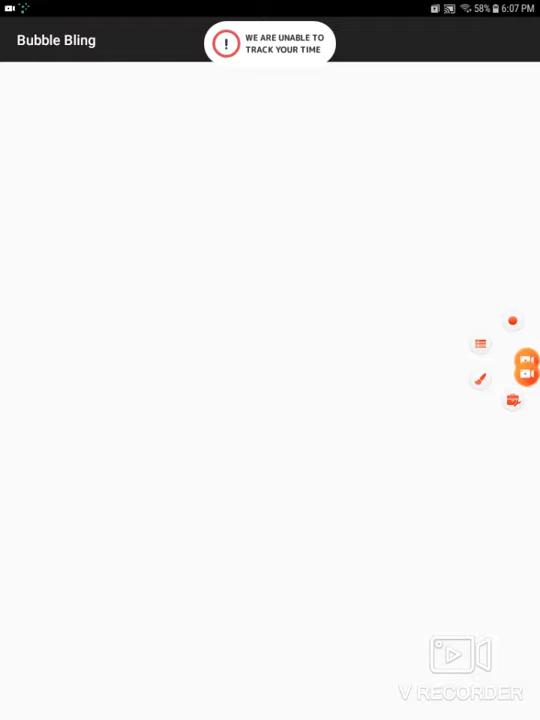 58% 6:07 PM
Bubble Bling
WE ARE UNABLE TO
TRACK YOUR TIME
V RECORDER